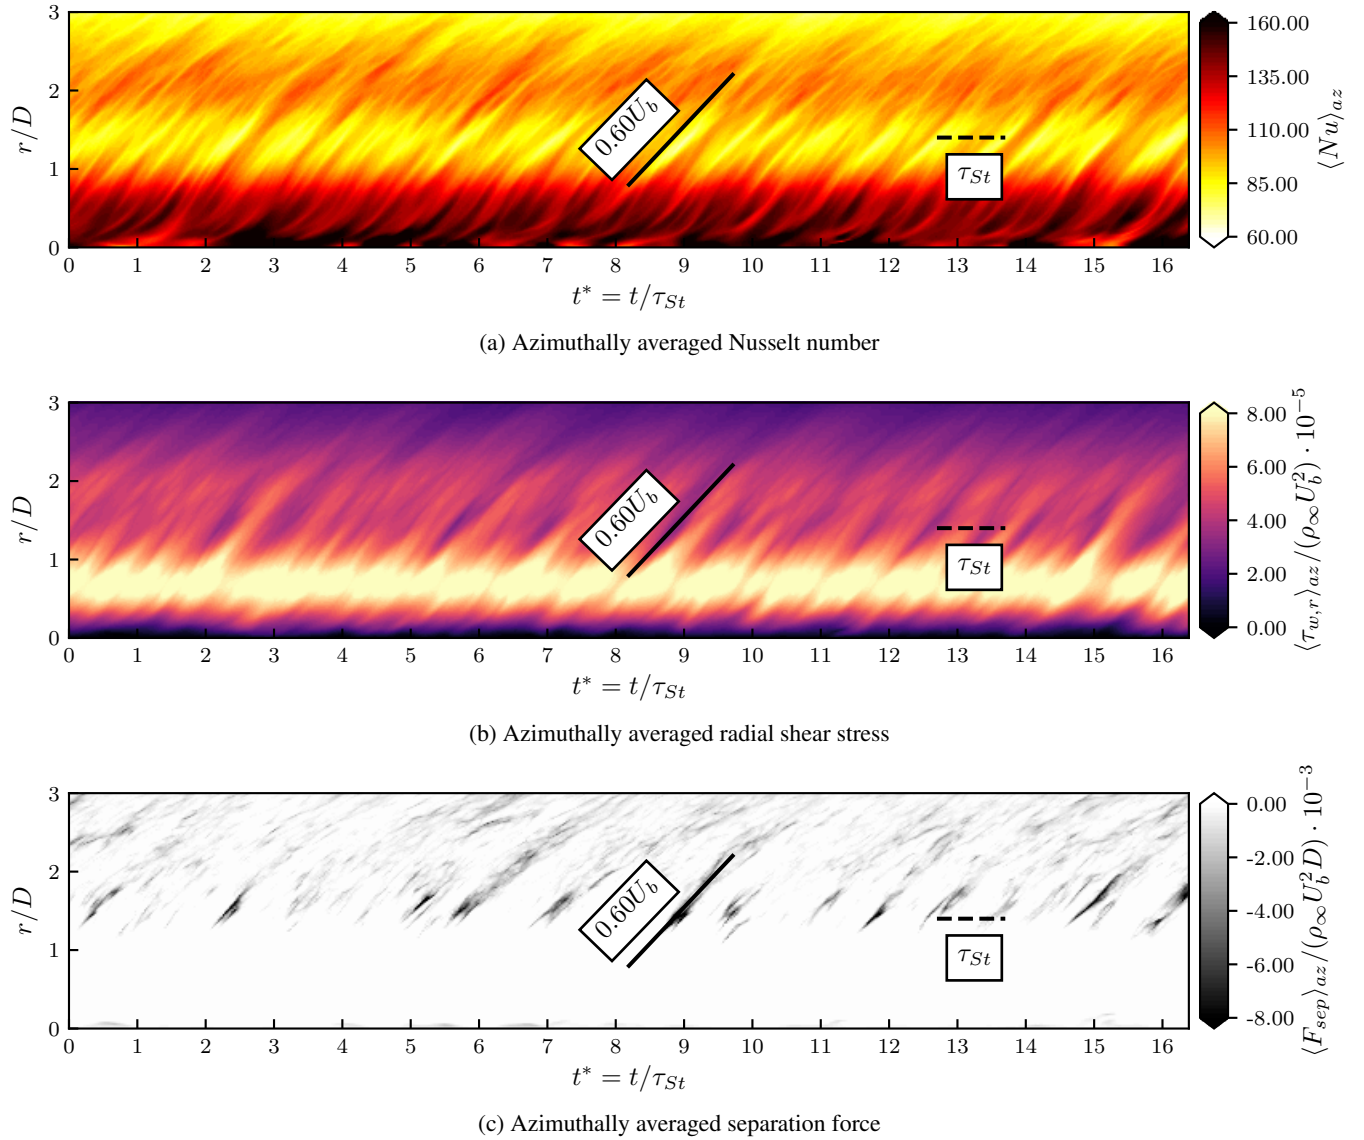 3
2
1
0
r/D
0.60U_b
τ_St
160.00
135.00
110.00
85.00
60.00
⟨Nu⟩_az
0 1 2 3 4 5 6 7 8 9 10 11 12 13 14 15 16
t* = t/τ_St
(a) Azimuthally averaged Nusselt number
3
2
1
0
r/D
0.60U_b
τ_St
8.00
6.00
4.00
2.00
0.00
⟨τ_w,r⟩_az/(ρ_∞U_b^2) · 10^−5
0 1 2 3 4 5 6 7 8 9 10 11 12 13 14 15 16
t* = t/τ_St
(b) Azimuthally averaged radial shear stress
3
2
1
0
r/D
0.60U_b
τ_St
0.00
-2.00
-4.00
-6.00
-8.00
⟨F_sep⟩_az/(ρ_∞U_b^2D) · 10^−3
0 1 2 3 4 5 6 7 8 9 10 11 12 13 14 15 16
t* = t/τ_St
(c) Azimuthally averaged separation force